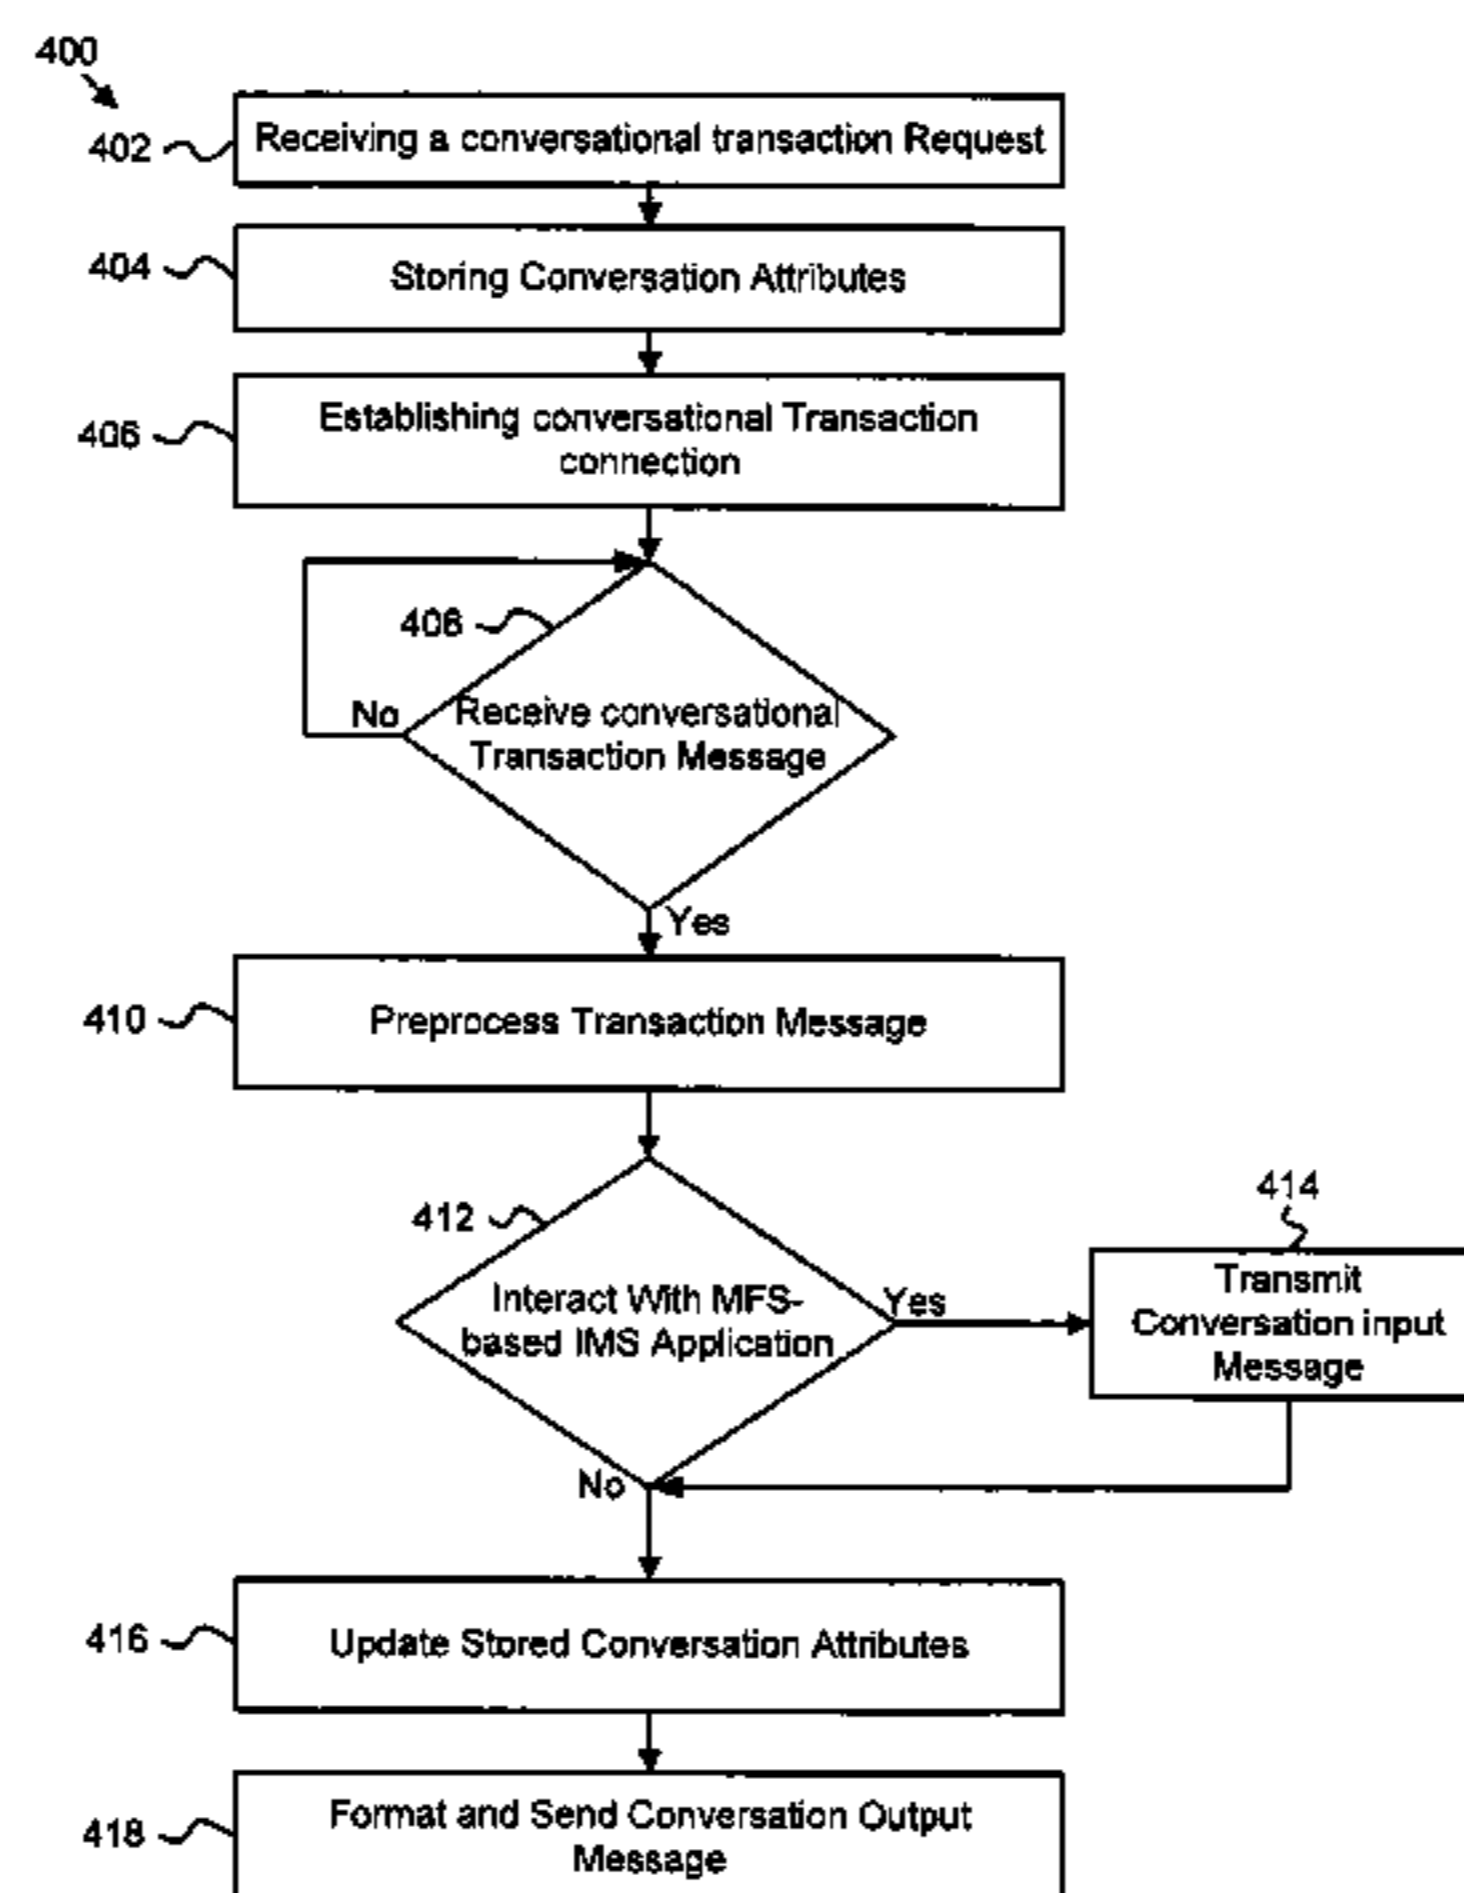 400
402
Receiving a conversational transaction Request
404
Storing Conversation Attributes
406
Establishing conversational Transaction
connection
408
No
Receive conversational
Transaction Message
Yes
410
Preprocess Transaction Message
412
414
Interact With MFS-
based IMS Application
Yes
Transmit
Conversation input
Message
No
416
Update Stored Conversation Attributes
418
Format and Send Conversation Output
Message